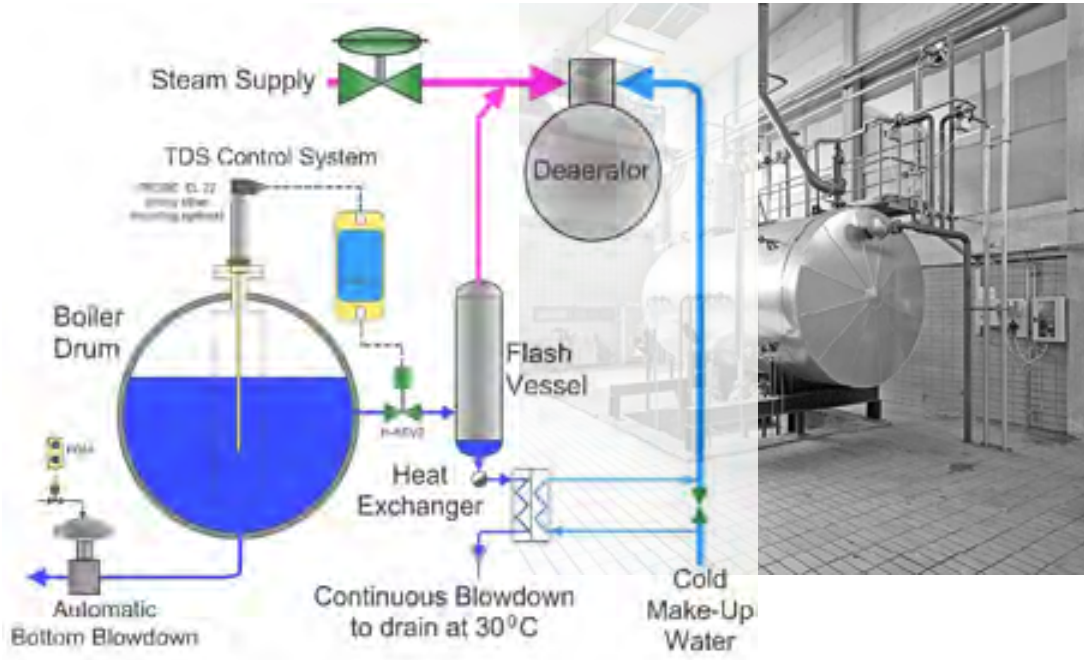 Steam Supply
TDS Control System
Deaerator
Boiler
Drum
Flash
Vessel
Heat
Exchanger
Continuous Blowdown
to drain at 30⁰C
Cold
Make-Up
Water
Automatic
Bottom Blowdown